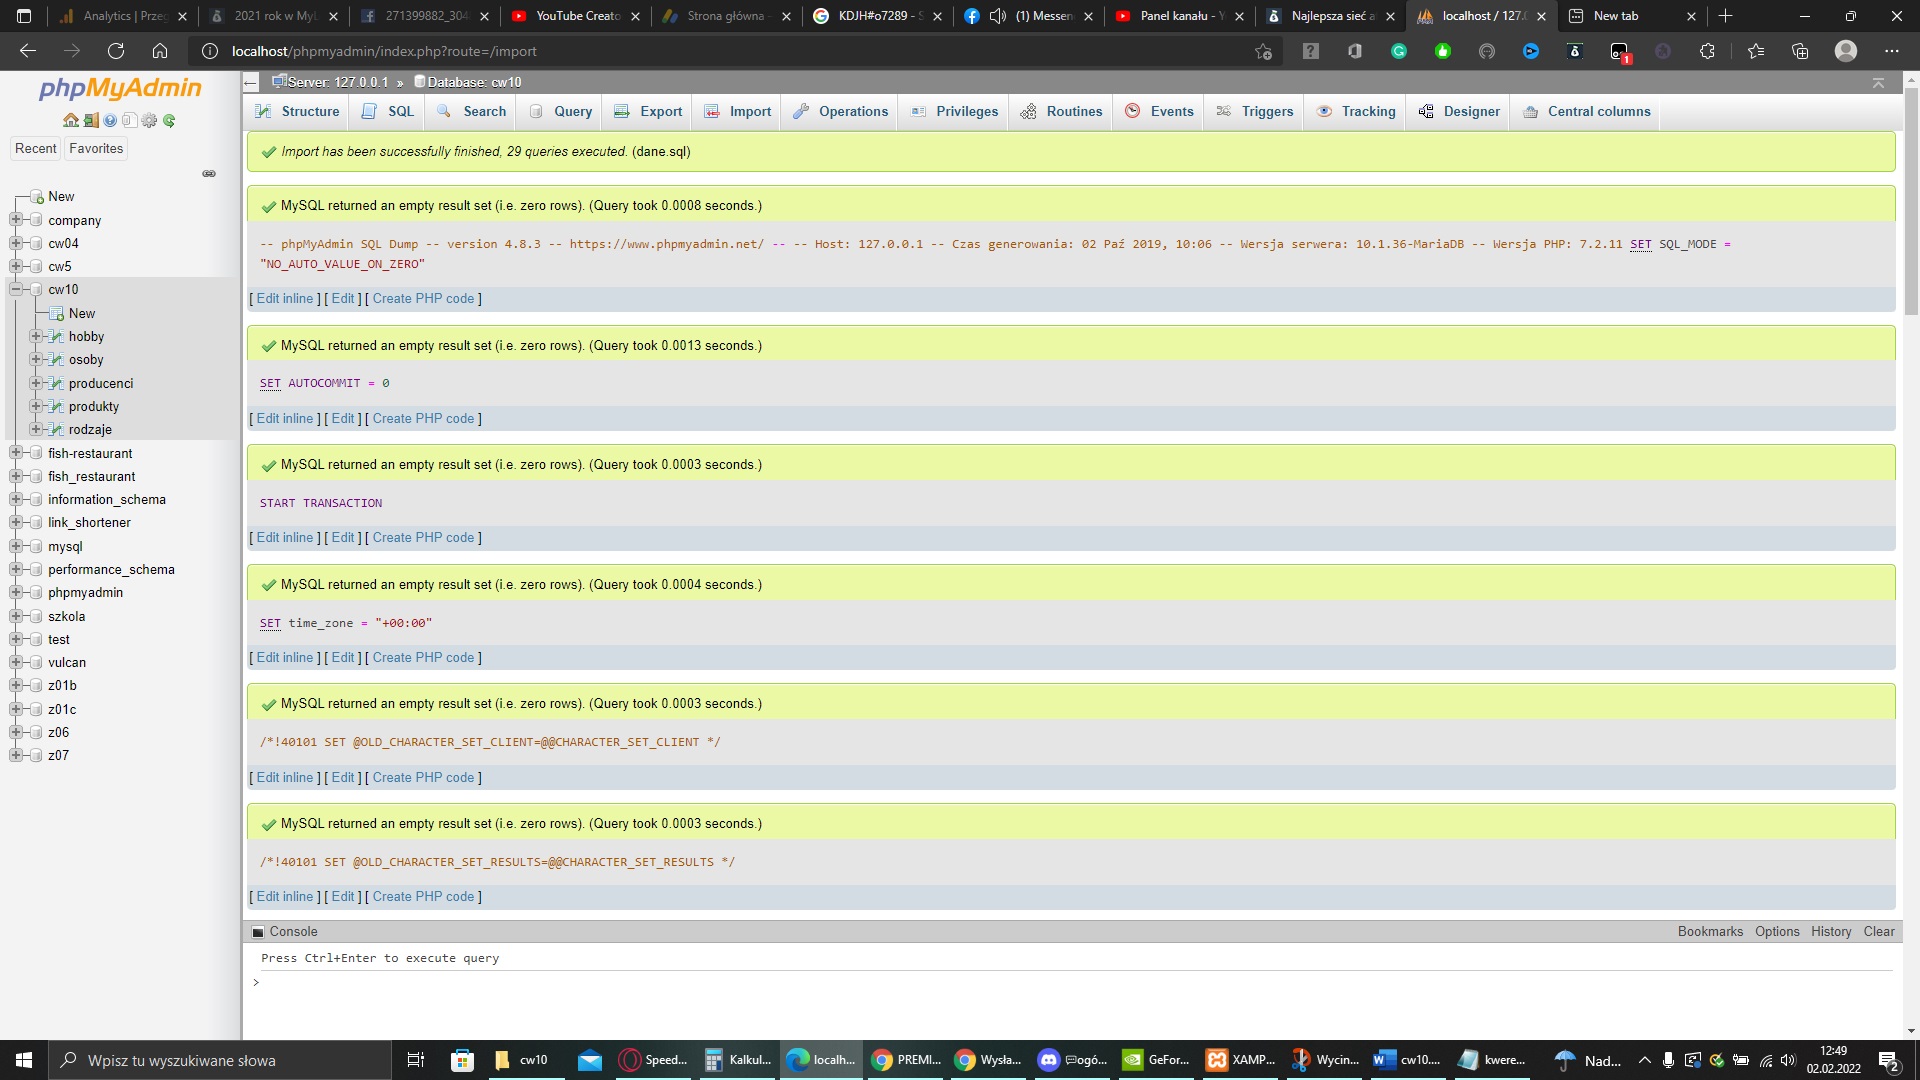 Analytics | Przeg
2021 rok w MyL
271399882_304
YouTube Creato
Strona główna -
KDJH#o7289 - S
(1) Messen
Panel kanału - Y
Najlepsza sieć a
localhost / 127.0
New tab
localhost/phpmyadmin/index.php?route=/import
1
phpMyAdmin
Recent Favorites
New
company
cw04
cw5
cw10
New
hobby
osoby
producenci
produkty
rodzaje
fish-restaurant
fish_restaurant
information_schema
link_shortener
mysql
performance_schema
phpmyadmin
szkola
test
vulcan
z01b
z01c
z06
z07
Server: 127.0.0.1 » Database: cw10
Structure SQL Search Query Export Import Operations Privileges Routines Events Triggers Tracking Designer Central columns
Import has been successfully finished, 29 queries executed. (dane.sql)
MySQL returned an empty result set (i.e. zero rows). (Query took 0.0008 seconds.)
-- phpMyAdmin SQL Dump -- version 4.8.3 -- https://www.phpmyadmin.net/ -- -- Host: 127.0.0.1 -- Czas generowania: 02 Paź 2019, 10:06 -- Wersja serwera: 10.1.36-MariaDB -- Wersja PHP: 7.2.11 SET SQL_MODE =
"NO_AUTO_VALUE_ON_ZERO"
[ Edit inline ] [ Edit ] [ Create PHP code ]
MySQL returned an empty result set (i.e. zero rows). (Query took 0.0013 seconds.)
SET AUTOCOMMIT = 0
[ Edit inline ] [ Edit ] [ Create PHP code ]
MySQL returned an empty result set (i.e. zero rows). (Query took 0.0003 seconds.)
START TRANSACTION
[ Edit inline ] [ Edit ] [ Create PHP code ]
MySQL returned an empty result set (i.e. zero rows). (Query took 0.0004 seconds.)
SET time_zone = "+00:00"
[ Edit inline ] [ Edit ] [ Create PHP code ]
MySQL returned an empty result set (i.e. zero rows). (Query took 0.0003 seconds.)
/*!40101 SET @OLD_CHARACTER_SET_CLIENT=@@CHARACTER_SET_CLIENT */
[ Edit inline ] [ Edit ] [ Create PHP code ]
MySQL returned an empty result set (i.e. zero rows). (Query took 0.0003 seconds.)
/*!40101 SET @OLD_CHARACTER_SET_RESULTS=@@CHARACTER_SET_RESULTS */
[ Edit inline ] [ Edit ] [ Create PHP code ]
Console Bookmarks Options History Clear
Press Ctrl+Enter to execute query
>
Wpisz tu wyszukiwane słowa
cw10
Speed...
Kalkul...
localh...
PREMI...
Wysła...
ogó...
GeFor...
XAMP...
Wycin...
cw10....
kwere...
Nad...
12:49
02.02.2022
2